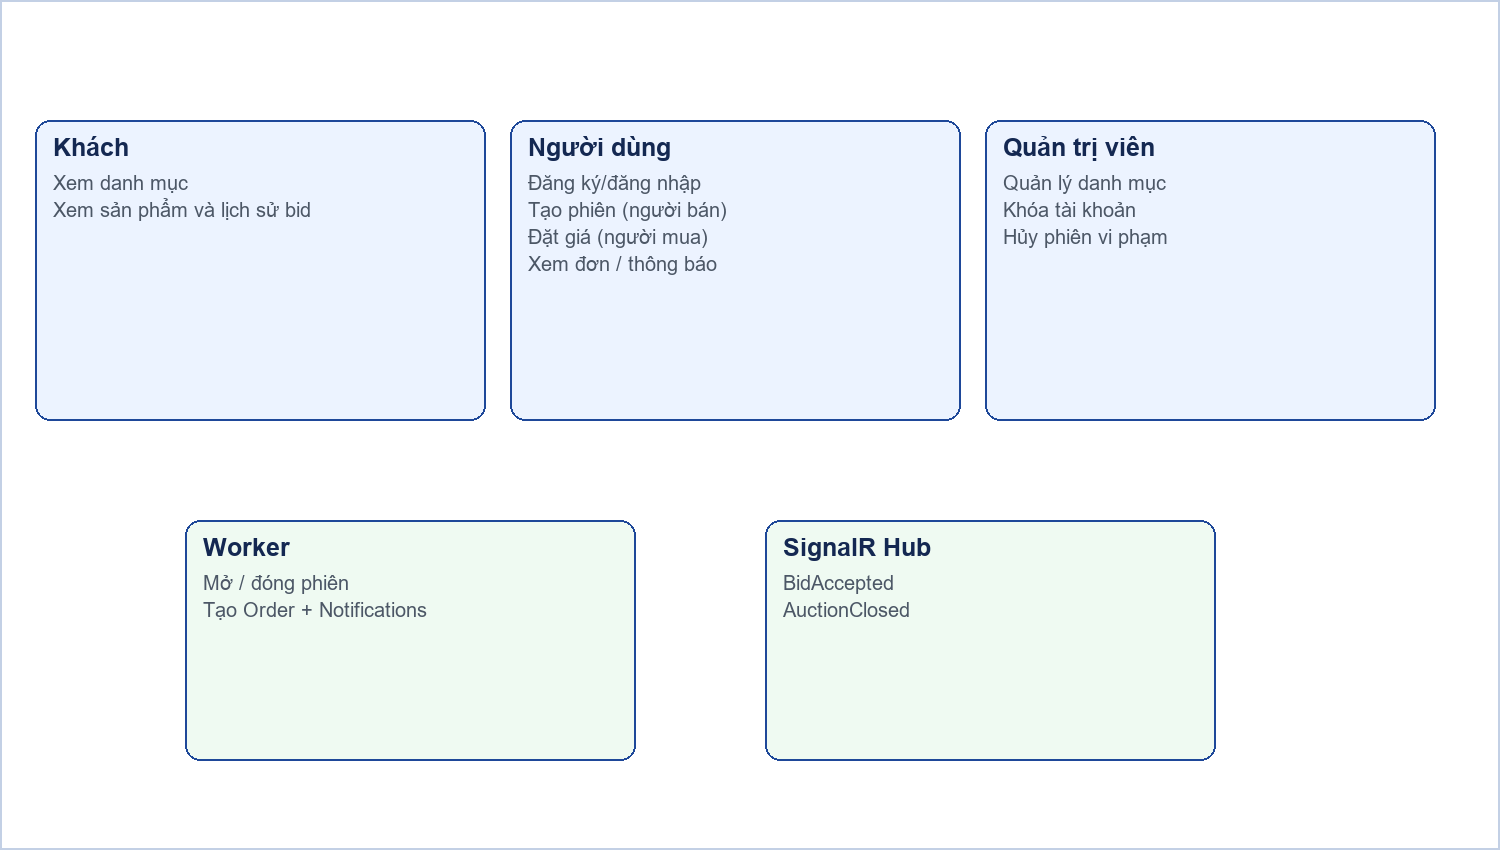 Khách
Xem danh mục
Xem sản phẩm và lịch sử bid
Người dùng
Đăng ký/đăng nhập
Tạo phiên (người bán)
Đặt giá (người mua)
Xem đơn / thông báo
Quản trị viên
Quản lý danh mục
Khóa tài khoản
Hủy phiên vi phạm
Worker
Mở / đóng phiên
Tạo Order + Notifications
SignalR Hub
BidAccepted
AuctionClosed